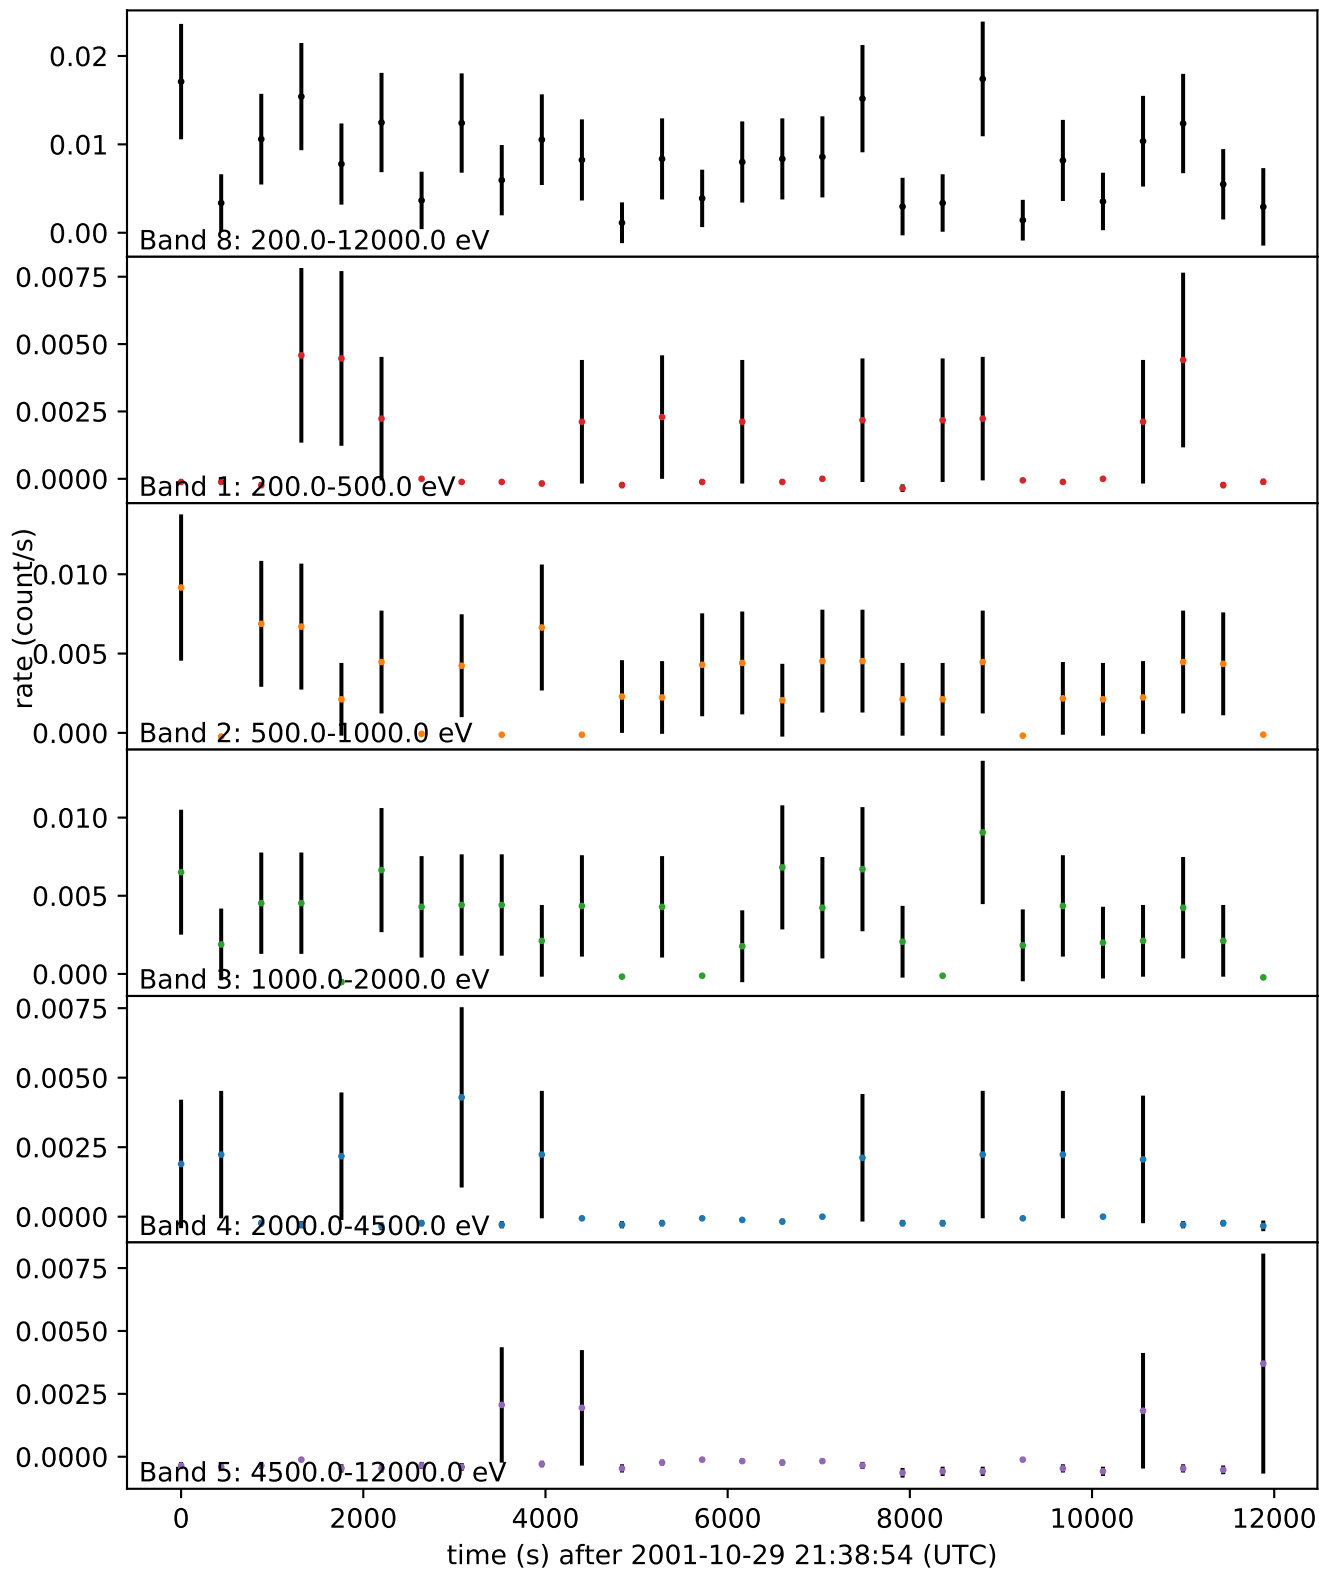 0.02
0.01
0.00
Band 8: 200.0-12000.0 eV
0.0075
0.0050
0.0025
0.0000
Band 1: 200.0-500.0 eV
rate (count/s)
0.010
0.005
0.000
Band 2: 500.0-1000.0 eV
0.010
0.005
0.000
Band 3: 1000.0-2000.0 eV
0.0075
0.0050
0.0025
0.0000
Band 4: 2000.0-4500.0 eV
0.0075
0.0050
0.0025
0.0000
Band 5: 4500.0-12000.0 eV
0 2000 4000 6000 8000 10000 12000
time (s) after 2001-10-29 21:38:54 (UTC)